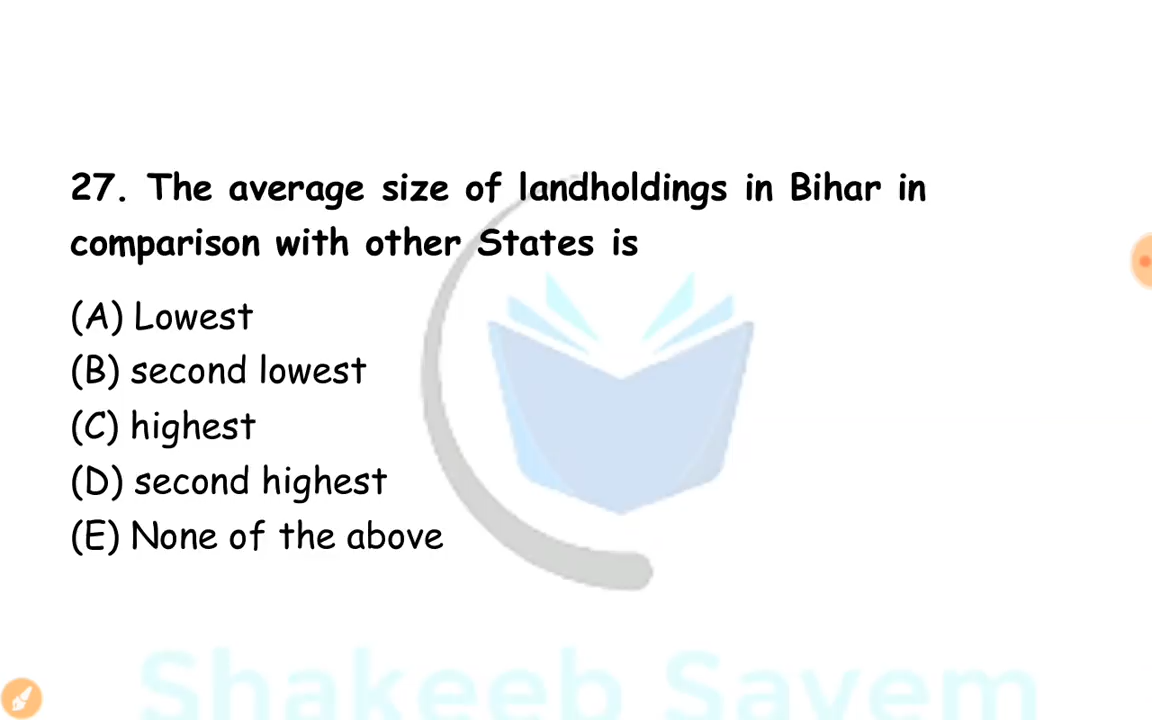 27. The average size of landholdings in Bihar in
comparison with other States is
(A) Lowest
(B) second lowest
(C) highest
(D) second highest
(E) None of the above
Shakeeb Sayem